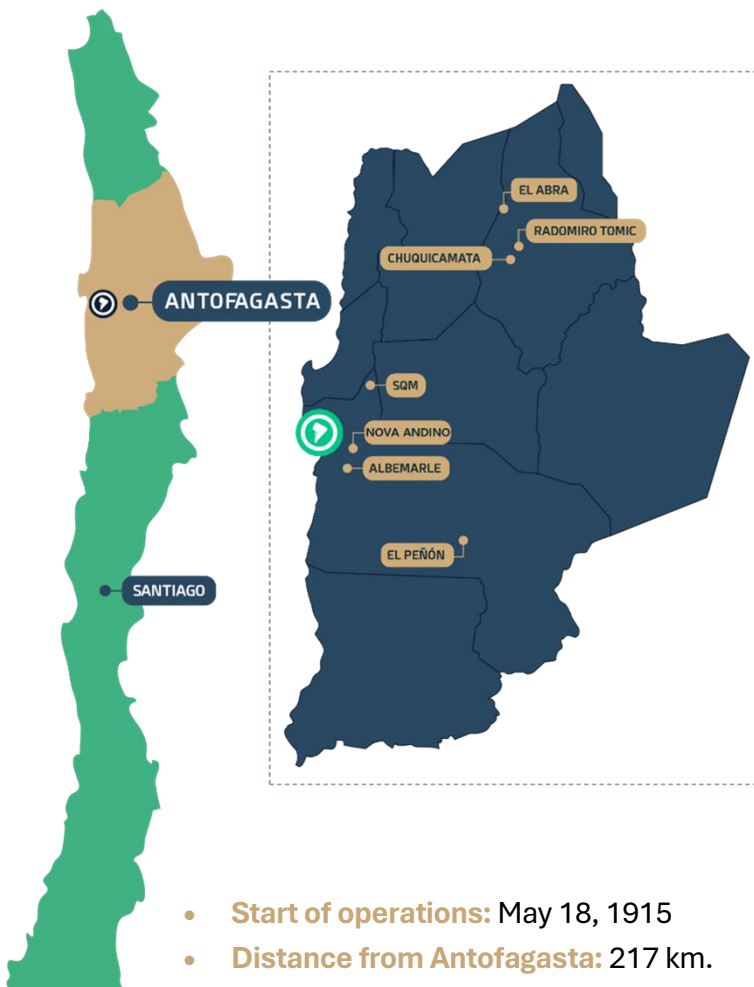 EL ABRA
RADOMIRO TOMIC
CHUQUICAMATA
ANTOFAGASTA
SQM
NOVA ANDINO
ALBEMARLE
EL PEÑÓN
SANTIAGO
• Start of operations: May 18, 1915
• Distance from Antofagasta: 217 km.